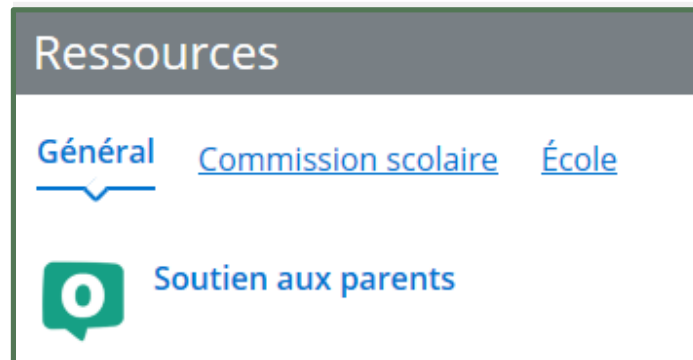 Ressources
Général Commission scolaire École
O Soutien aux parents